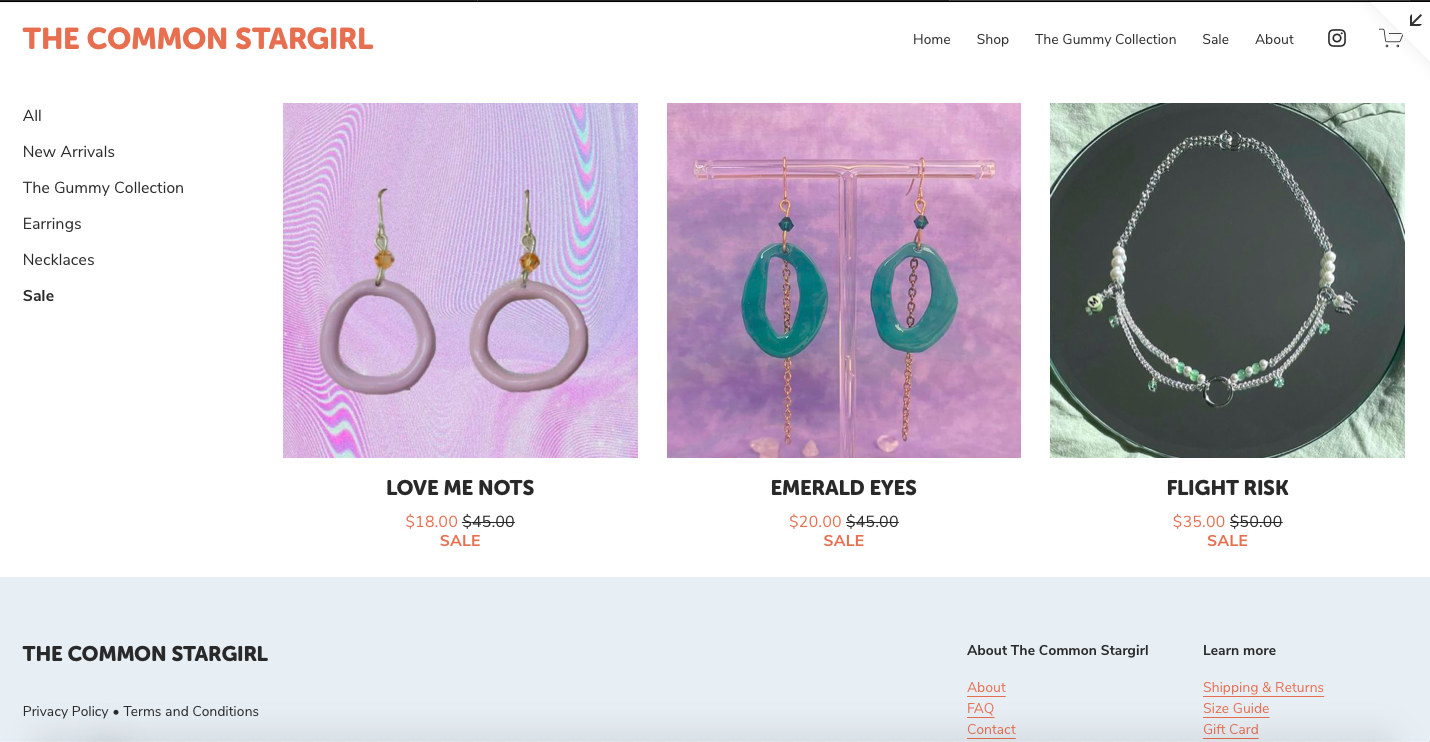 THE COMMON STARGIRL
Home Shop The Gummy Collection Sale About
All
New Arrivals
The Gummy Collection
Earrings
Necklaces
Sale
LOVE ME NOTS
$18.00 $45.00
SALE
EMERALD EYES
$20.00 $45.00
SALE
FLIGHT RISK
$35.00 $50.00
SALE
THE COMMON STARGIRL
Privacy Policy • Terms and Conditions
About The Common Stargirl
About
FAQ
Contact
Learn more
Shipping & Returns
Size Guide
Gift Card